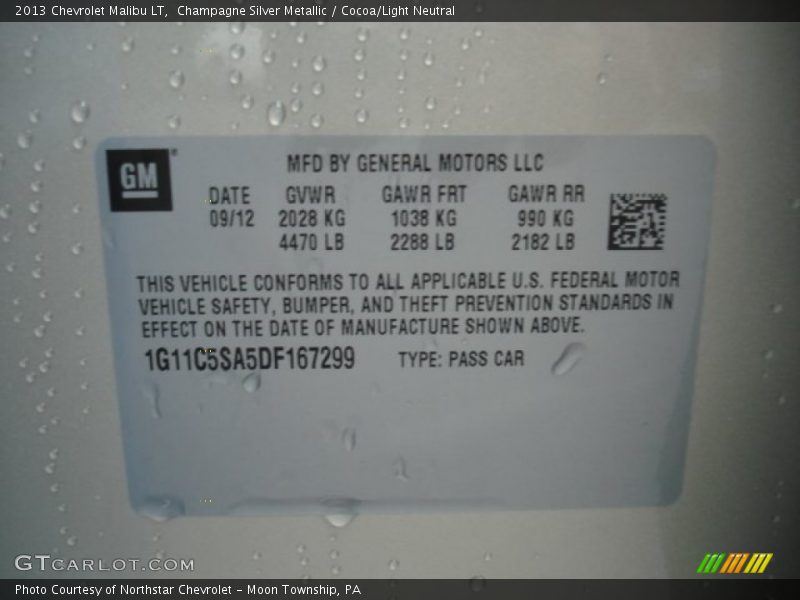 2013 Chevrolet Malibu LT,  Champagne Silver Metallic / Cocoa/Light Neutral
GM
MFD BY GENERAL MOTORS LLC
DATE GVWR GAWR FRT GAWR RR
09/12 2028 KG 1038 KG 990 KG
4470 LB 2288 LB 2182 LB
THIS VEHICLE CONFORMS TO ALL APPLICABLE U.S. FEDERAL MOTOR
VEHICLE SAFETY, BUMPER, AND THEFT PREVENTION STANDARDS IN
EFFECT ON THE DATE OF MANUFACTURE SHOWN ABOVE.
1G11C5SA5DF167299 TYPE: PASS CAR
GTCARLOT.COM
Photo Courtesy of Northstar Chevrolet - Moon Township, PA